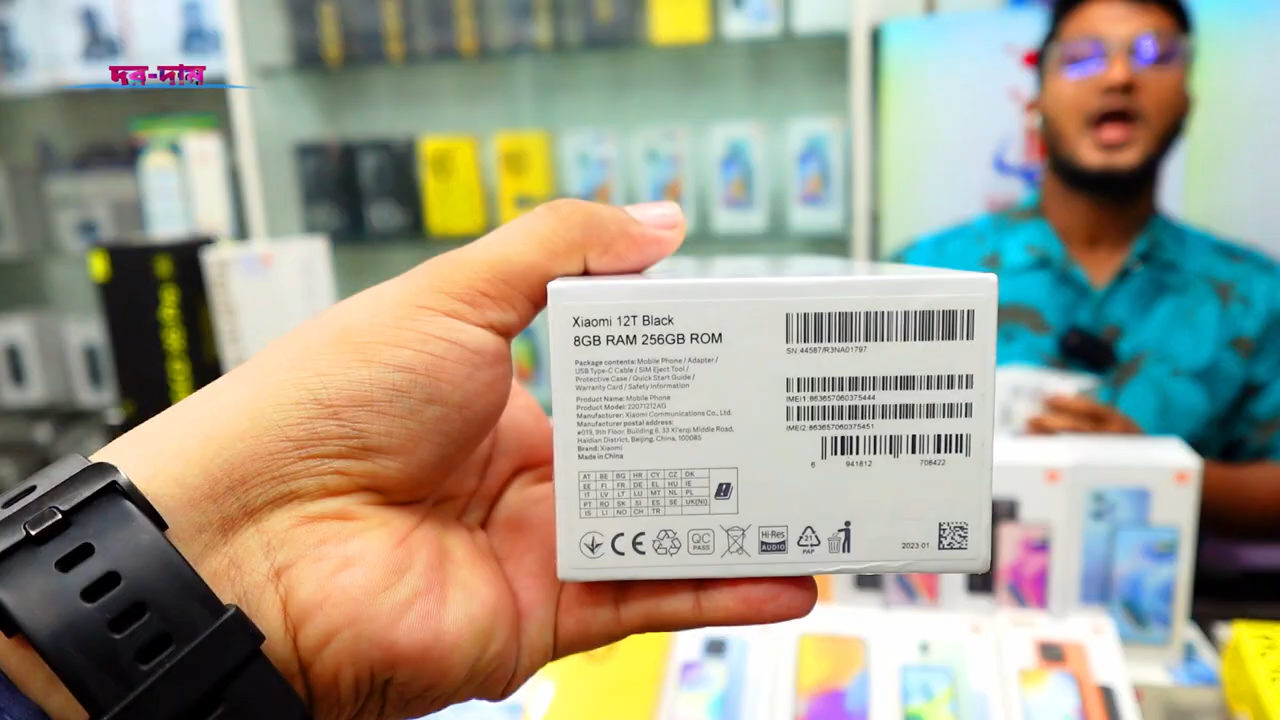 দর-দাম
Xiaomi 12T Black
8GB RAM 256GB ROM
Package contents: Mobile Phone / Adapter /
USB Type-C Cable / SIM Eject Tool /
Protective Case / Quick Start Guide /
Warranty Card / Safety Information
Product Name: Mobile Phone
Product Model: 22071212AG
Manufacturer: Xiaomi Communications Co., Ltd.
Manufacturer postal address:
#019, 9th Floor, Building 6, 33 Xi'erqi Middle Road,
Haidian District, Beijing, China, 100085
Brand: Xiaomi
Made in China
AT BE BG HR CY CZ DK
EE FI FR DE EL HU IE
IT LV LT LU MT NL PL
PT RO SK SI ES SE UK(NI)
IS LI NO CH TR
SN:44587/R3NA01797
IMEI1:863657060375444
IMEI2:863657060375451
6 941812 708422
CE
QC
PASS
Hi-Res
AUDIO
21
PAP
2023 01